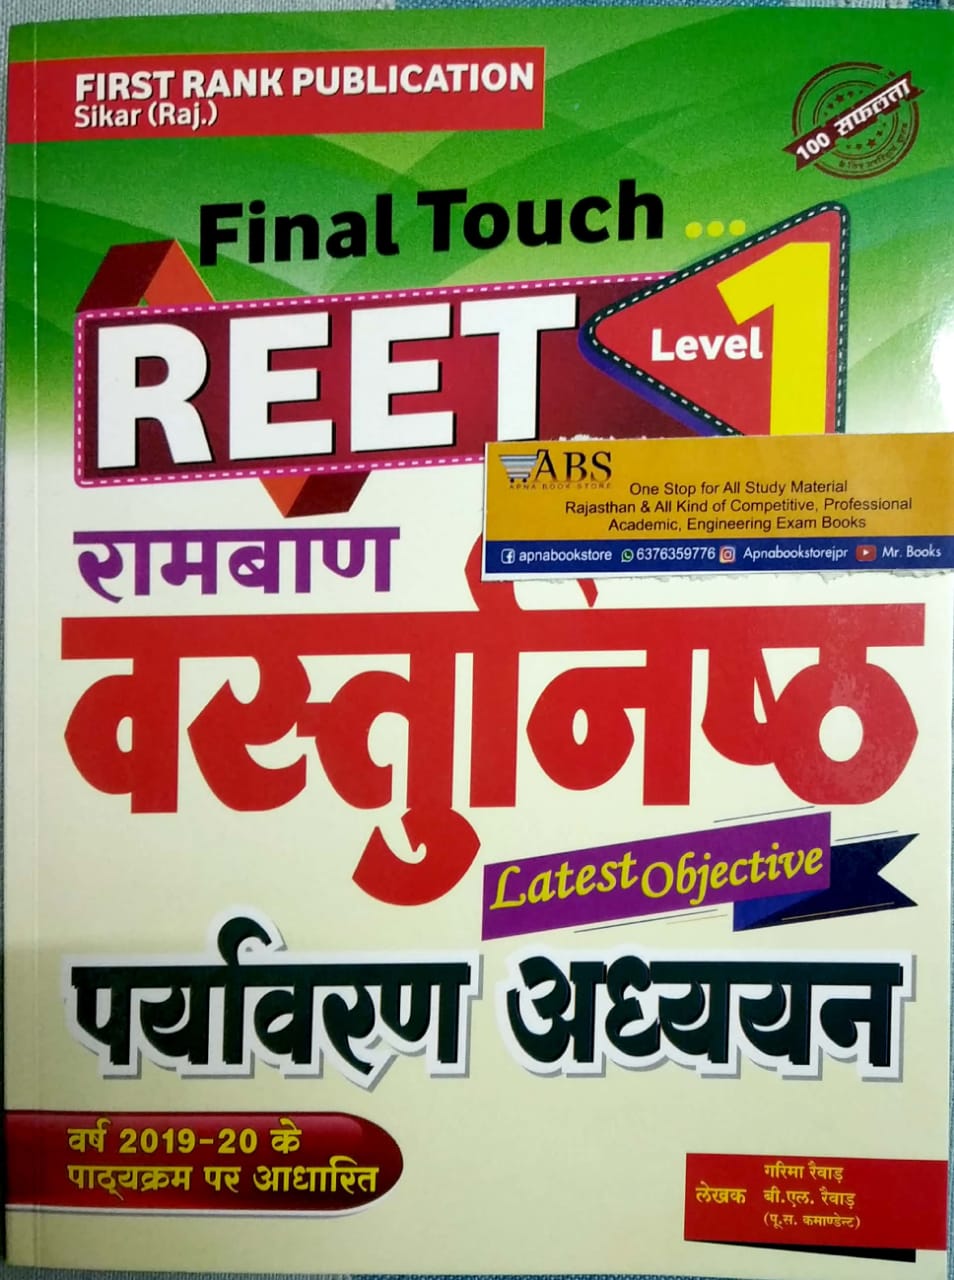 FIRST RANK PUBLICATION
Sikar (Raj.)
100 सफलता
Final Touch ...
REET
Level 1
ABS
APNA BOOK STORE
One Stop for All Study Material
Rajasthan & All Kind of Competitive, Professional
Academic, Engineering Exam Books
apnabookstore 6376359776 Apnabookstorejpr Mr. Books
रामबाण
वस्तुनिष्ठ
Latest Objective
पर्यावरण अध्ययन
वर्ष 2019-20 के
पाठ्यक्रम पर आधारित
गरिमा रैवाड़
लेखक बी.एल. रैवाड़
(पू.स. कमाण्डेन्ट)